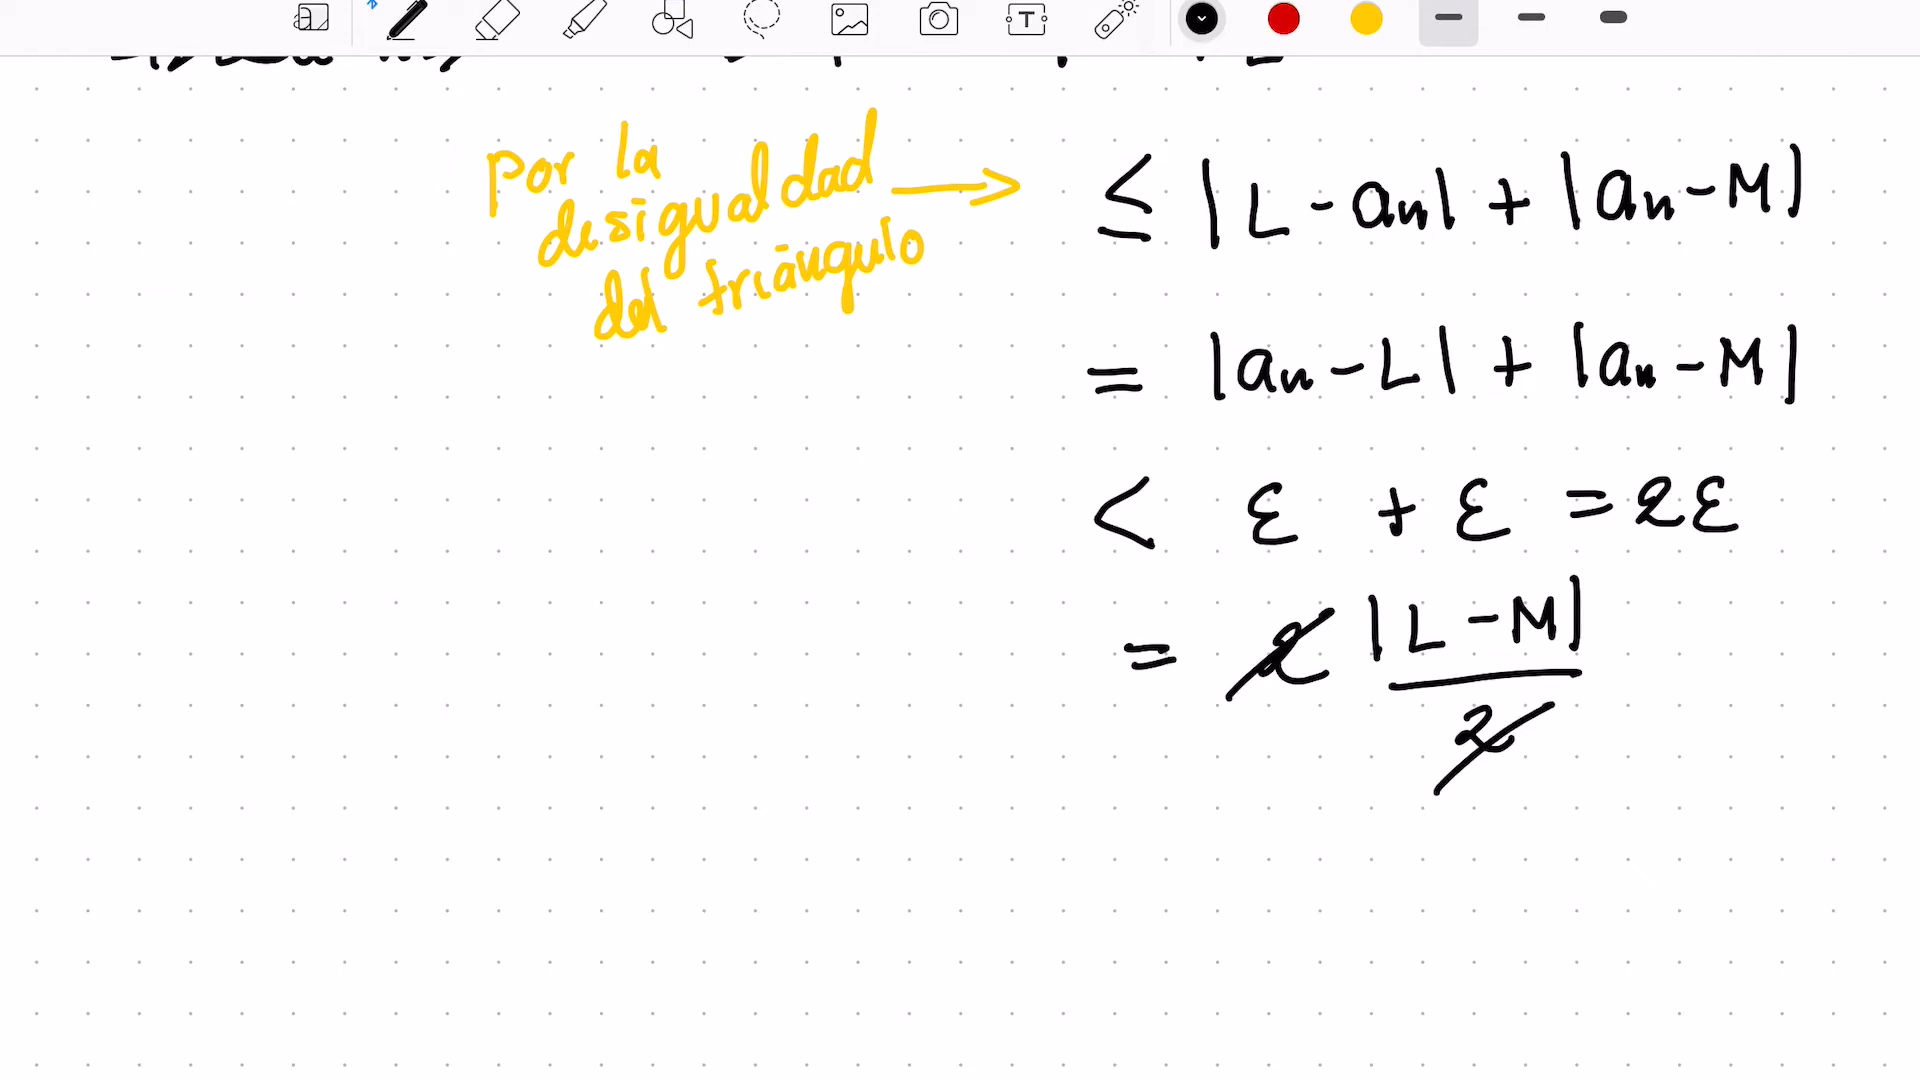 por la
desigualdad
del triángulo
≤ |L - an| + |an - M|
= |an - L| + |an - M|
< ε + ε = 2ε
= 2 |L - M|
2